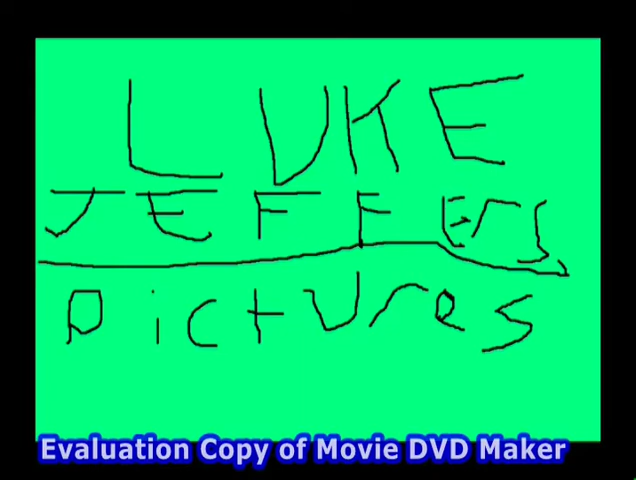 LUKE
JEFFErs
Pictures
Evaluation Copy of Movie DVD Maker